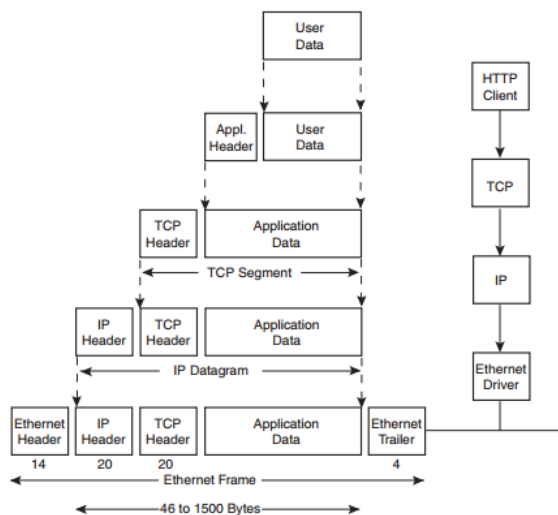 User
Data
HTTP
Client
Appl.
Header
User
Data
TCP
TCP
Header
Application
Data
TCP Segment
IP
IP
Header
TCP
Header
Application
Data
IP Datagram
Ethernet
Driver
Ethernet
Header
IP
Header
TCP
Header
Application
Data
Ethernet
Trailer
14
20
20
4
Ethernet Frame
46 to 1500 Bytes